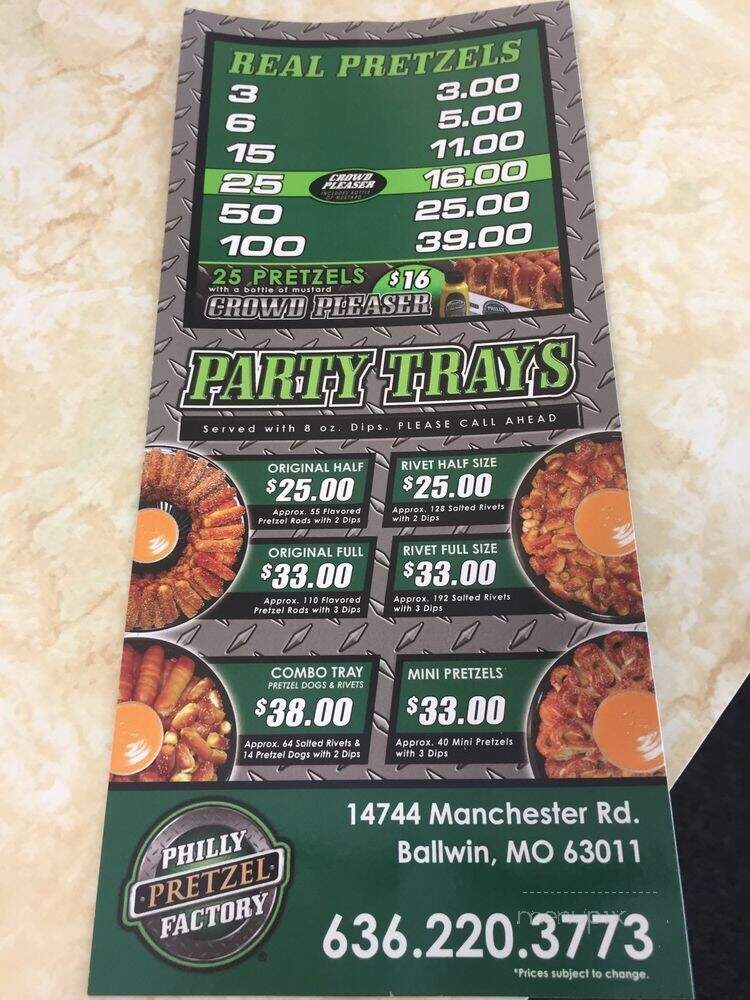 REAL PRETZELS
3 3.00
6 5.00
15 11.00
25 CROWD PLEASER INCLUDES BOTTLE OF MUSTARD 16.00
50 25.00
100 39.00
25 PRETZELS $16
with a bottle of mustard
CROWD PLEASER
PARTY TRAYS
Served with 8 oz. Dips. PLEASE CALL AHEAD
ORIGINAL HALF
$25.00
Approx. 55 Flavored
Pretzel Rods with 2 Dips
RIVET HALF SIZE
$25.00
Approx. 128 Salted Rivets
with 2 Dips
ORIGINAL FULL
$33.00
Approx. 110 Flavored
Pretzel Rods with 3 Dips
RIVET FULL SIZE
$33.00
Approx. 192 Salted Rivets
with 3 Dips
COMBO TRAY
PRETZEL DOGS & RIVETS
$38.00
Approx. 64 Salted Rivets &
14 Pretzel Dogs with 2 Dips
MINI PRETZELS
$33.00
Approx. 40 Mini Pretzels
with 3 Dips
PHILLY
PRETZEL
FACTORY
14744 Manchester Rd.
Ballwin, MO 63011
menupix
636.220.3773
*Prices subject to change.